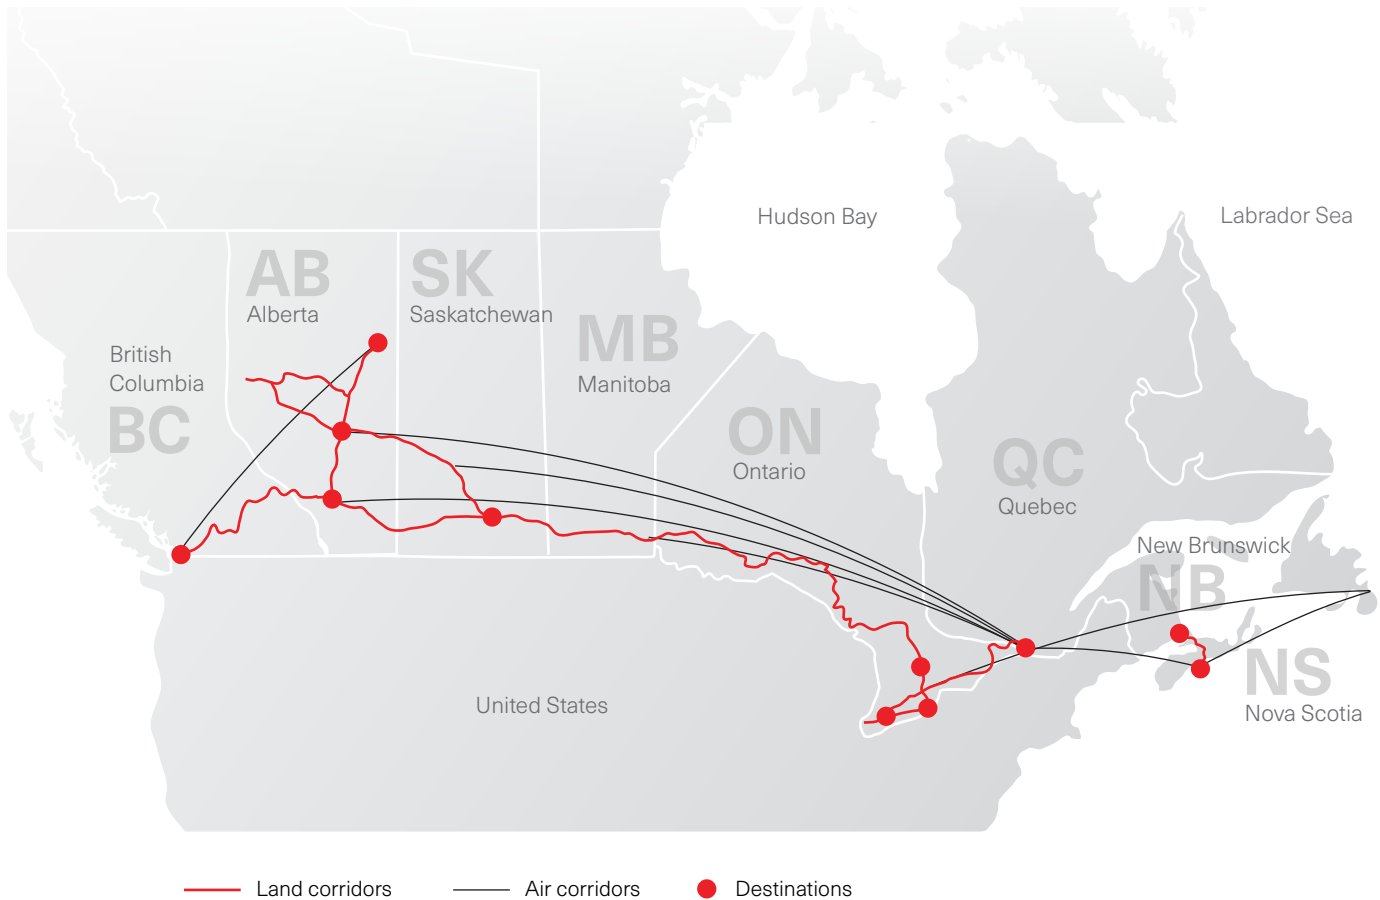 Hudson Bay
Labrador Sea
AB
Alberta
SK
Saskatchewan
MB
Manitoba
British
Columbia
BC
ON
Ontario
QC
Quebec
New Brunswick
NB
NS
Nova Scotia
United States
Land corridors
Air corridors
Destinations